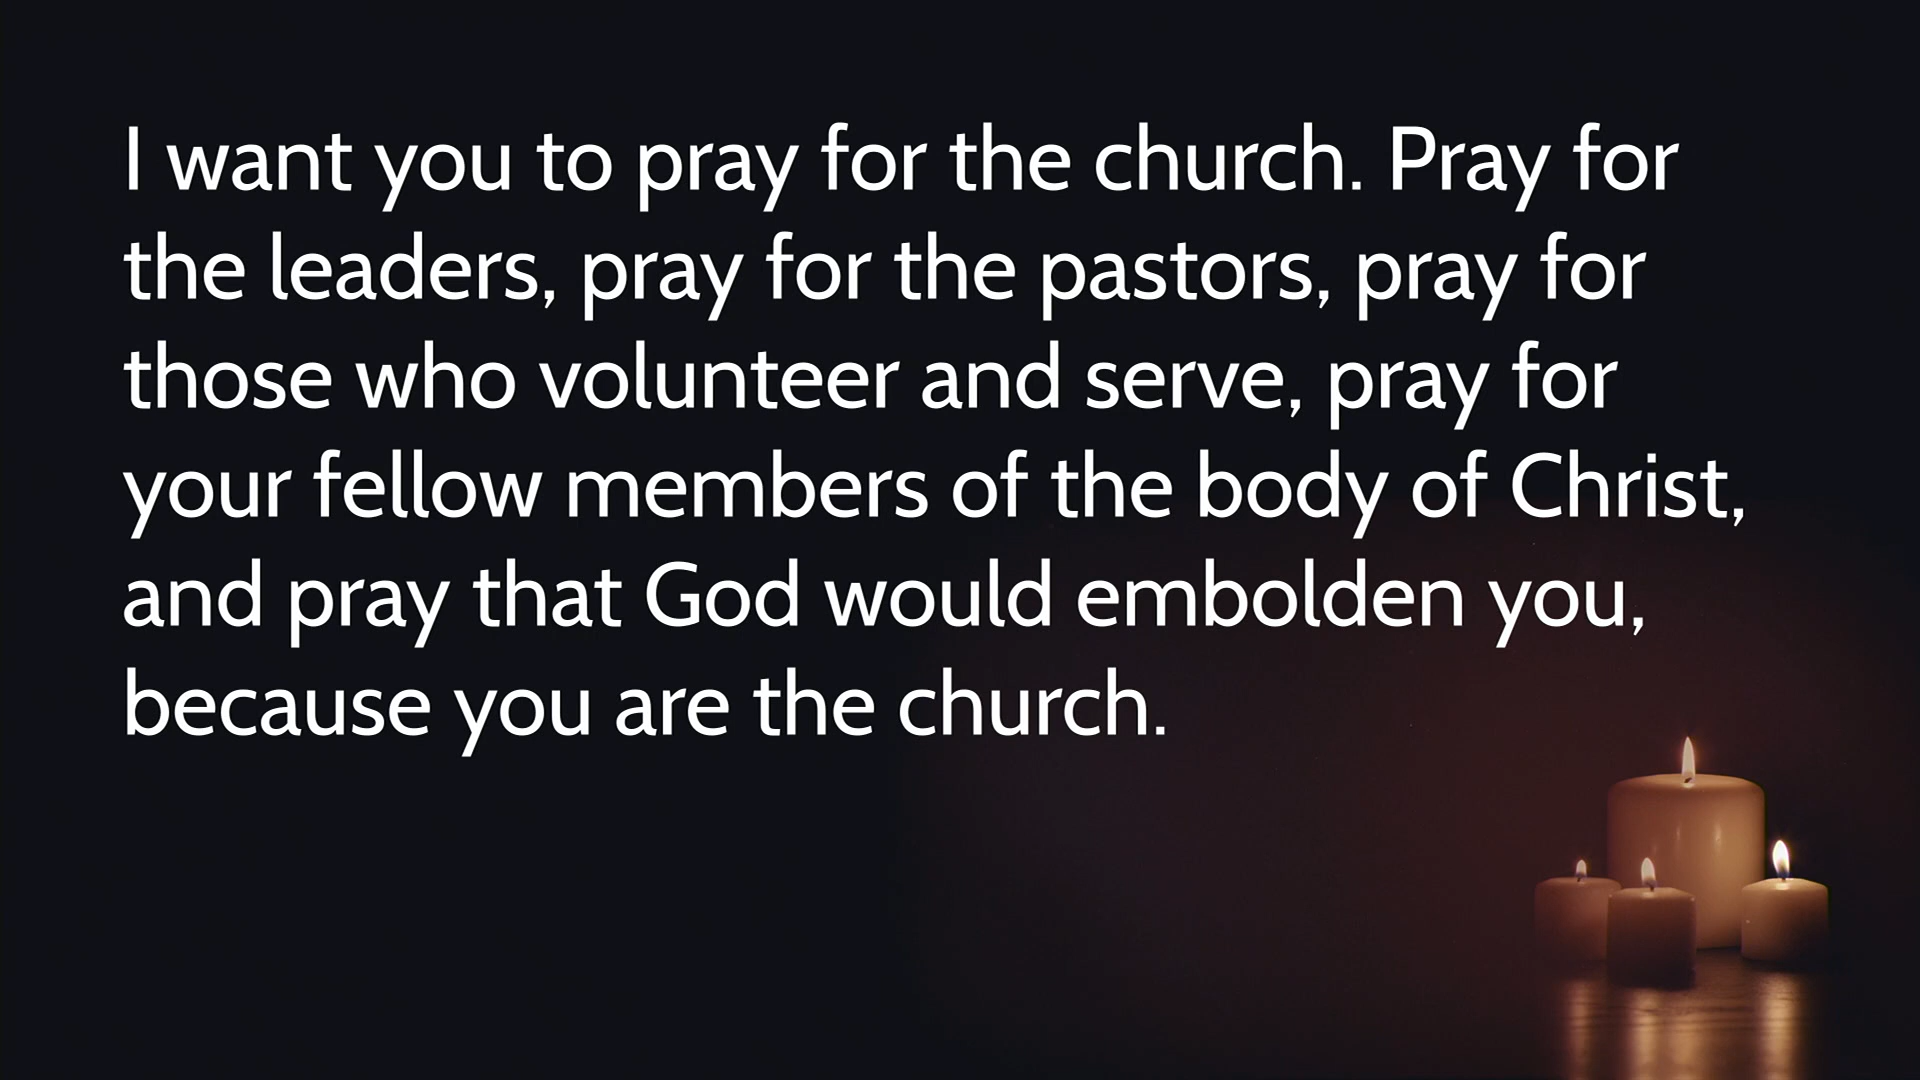 I want you to pray for the church. Pray for
the leaders, pray for the pastors, pray for
those who volunteer and serve, pray for
your fellow members of the body of Christ,
and pray that God would embolden you,
because you are the church.